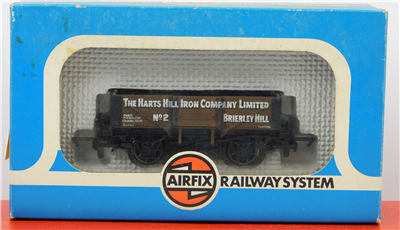 THE HARTS HILL IRON COMPANY LIMITED
Nº2 BRIERLEY HILL
AIRFIX RAILWAY SYSTEM